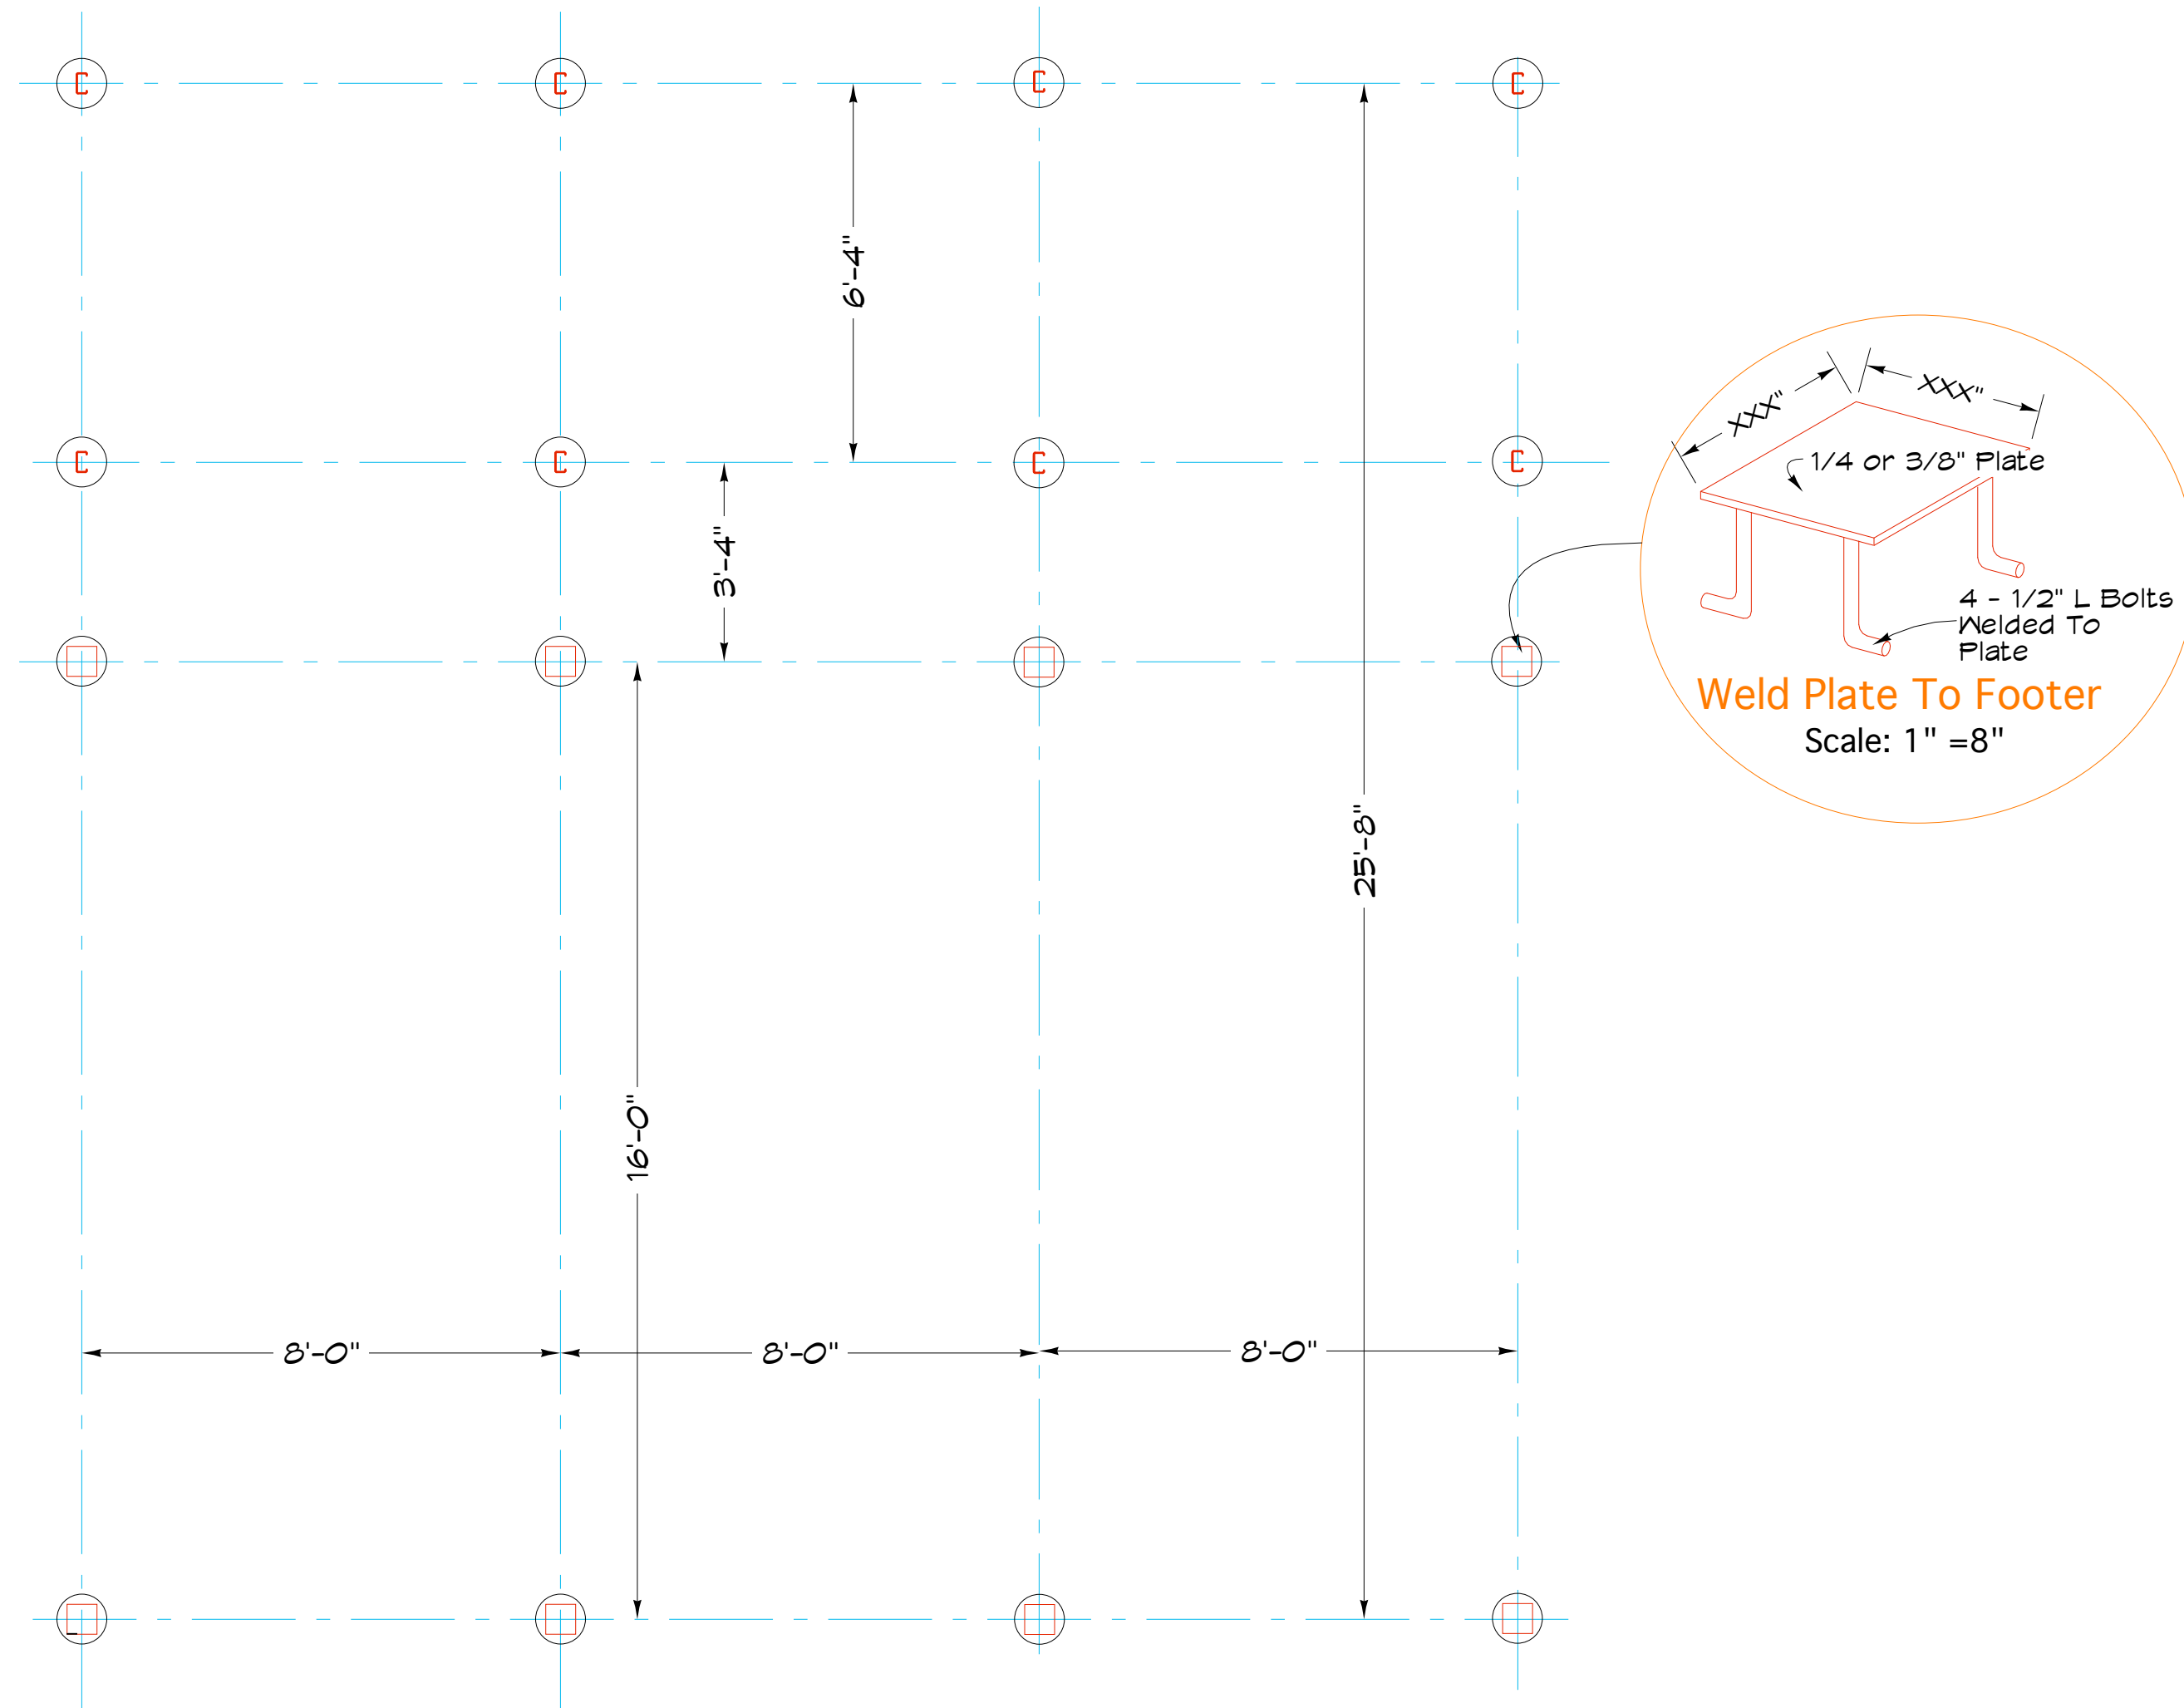 C
C
C
C
6'-4"
XXX"
XXX"
1/4 or 3/8" Plate
C
C
C
C
3'-4"
4 - 1/2" L Bolts
Welded To
Plate
Weld Plate To Footer
Scale: 1" =8"
25'-8"
16'-0"
8'-0"
8'-0"
8'-0"